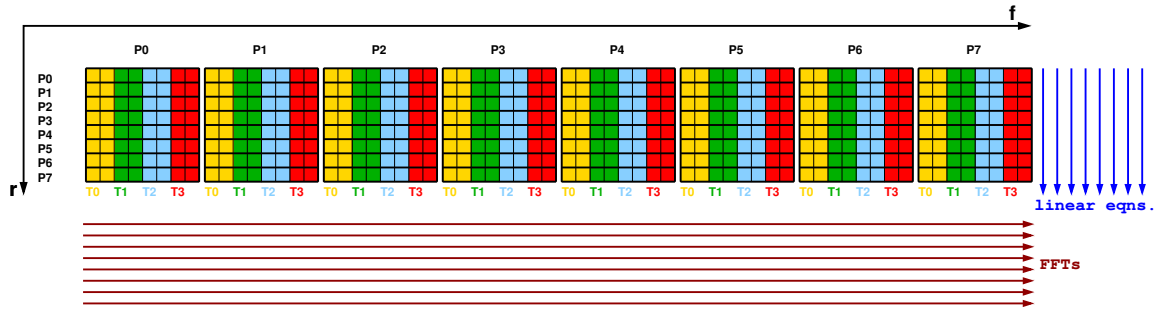 f
P0 P1 P2 P3 P4 P5 P6 P7
P0
P1
P2
P3
P4
P5
P6
P7
r T0 T1 T2 T3 T0 T1 T2 T3 T0 T1 T2 T3 T0 T1 T2 T3 T0 T1 T2 T3 T0 T1 T2 T3 T0 T1 T2 T3 T0 T1 T2 T3
linear eqns.
FFTs